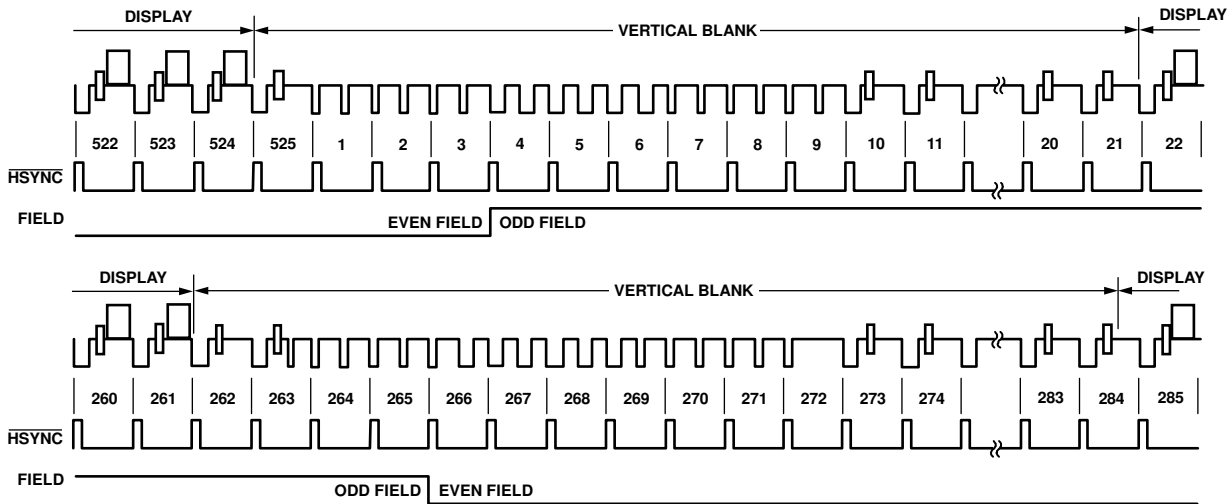 DISPLAY VERTICAL BLANK DISPLAY
522 523 524 525 1 2 3 4 5 6 7 8 9 10 11 20 21 22
HSYNC
FIELD EVEN FIELD ODD FIELD
DISPLAY VERTICAL BLANK DISPLAY
260 261 262 263 264 265 266 267 268 269 270 271 272 273 274 283 284 285
HSYNC
FIELD ODD FIELD EVEN FIELD